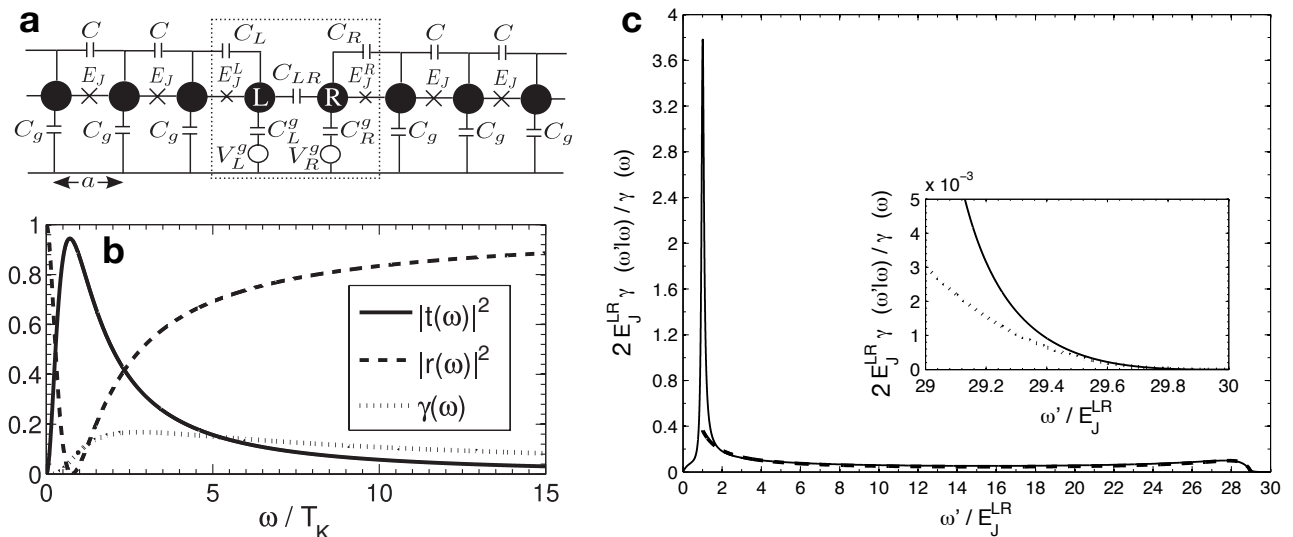 a
C C C_L C_R C C
C_{LR}
E_J E_J E_J^L E_J^R E_J E_J
L R
C_g C_g C_g C_L^g C_R^g C_g C_g C_g
V_L^g V_R^g
a
b
1
0.8
0.6
0.4
0.2
0
|t(ω)|²
|r(ω)|²
γ(ω)
0 5 10 15
ω / T_K
c
2 E_J^{LR} γ (ω'|ω) / γ (ω)
4
3.6
3.2
2.8
2.4
2
1.6
1.2
0.8
0.4
0
0 2 4 6 8 10 12 14 16 18 20 22 24 26 28 30
ω' / E_J^{LR}
x 10^{-3}
2 E_J^{LR} γ (ω'|ω) / γ (ω)
5
4
3
2
1
0
29 29.2 29.4 29.6 29.8 30
ω' / E_J^{LR}